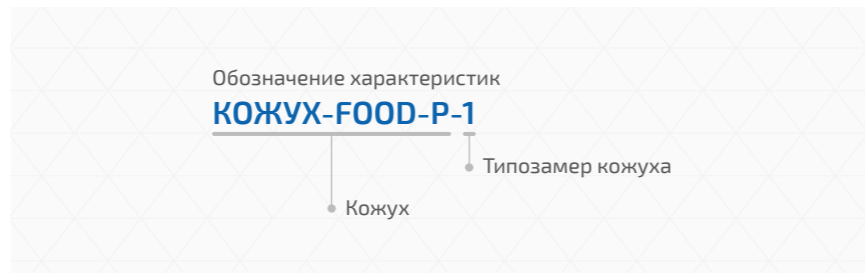 Обозначение характеристик
КОЖУХ-FOOD-P-1
Типозамер кожуха
Кожух